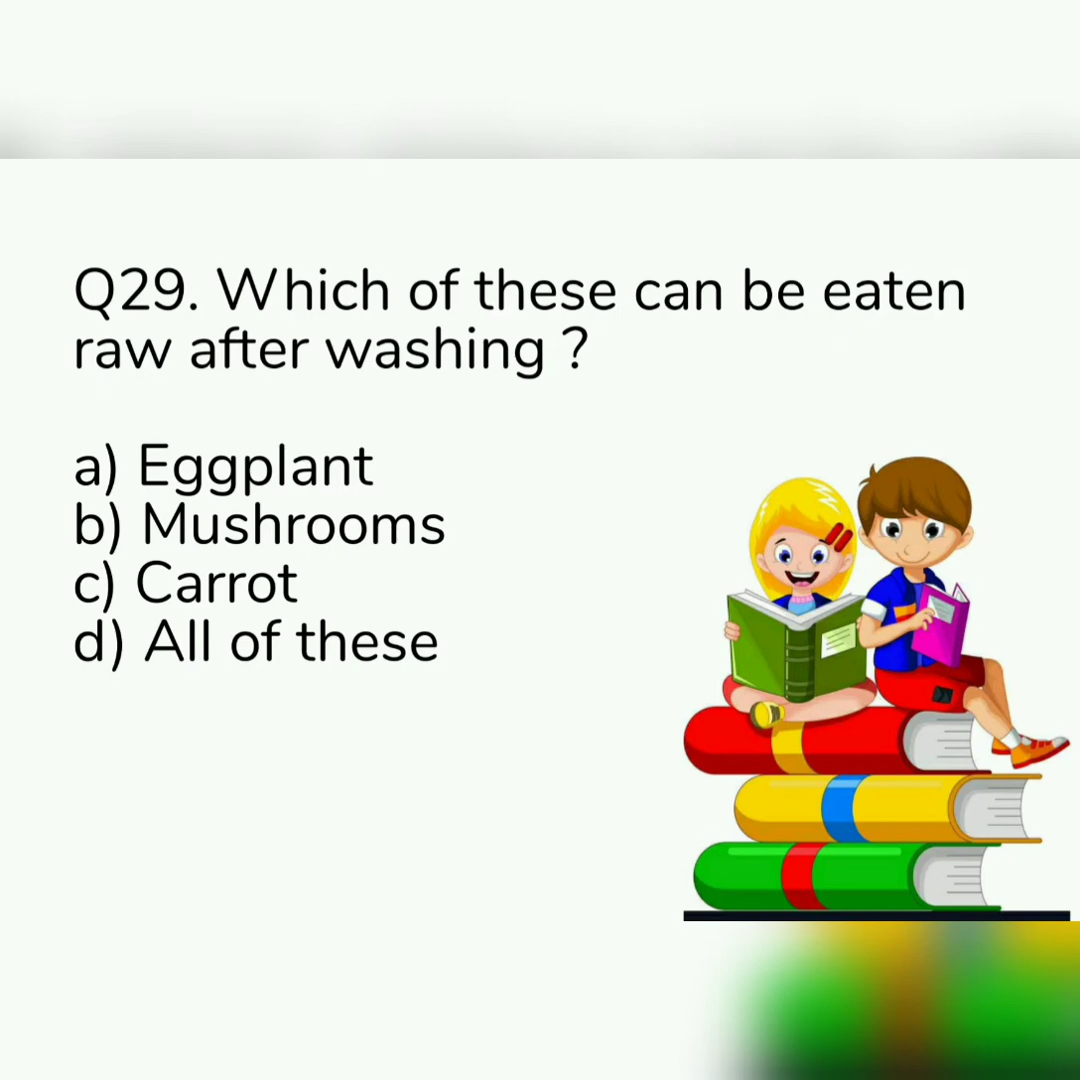 Q29. Which of these can be eaten
raw after washing ?
a) Eggplant
b) Mushrooms
c) Carrot
d) All of these